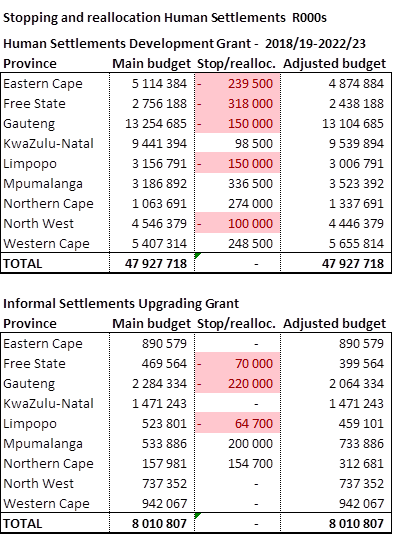 Stopping and reallocation Human Settlements R000s
Human Settlements Development Grant - 2018/19-2022/23
Province Main budget Stop/realloc. Adjusted budget
Eastern Cape 5 114 384 - 239 500 4 874 884
Free State 2 756 188 - 318 000 2 438 188
Gauteng 13 254 685 - 150 000 13 104 685
KwaZulu-Natal 9 441 394 98 500 9 539 894
Limpopo 3 156 791 - 150 000 3 006 791
Mpumalanga 3 186 892 336 500 3 523 392
Northern Cape 1 063 691 274 000 1 337 691
North West 4 546 379 - 100 000 4 446 379
Western Cape 5 407 314 248 500 5 655 814
TOTAL 47 927 718 - 47 927 718
Informal Settlements Upgrading Grant
Province Main budget Stop/realloc. Adjusted budget
Eastern Cape 890 579 - 890 579
Free State 469 564 - 70 000 399 564
Gauteng 2 284 334 - 220 000 2 064 334
KwaZulu-Natal 1 471 243 - 1 471 243
Limpopo 523 801 - 64 700 459 101
Mpumalanga 533 886 200 000 733 886
Northern Cape 157 981 154 700 312 681
North West 737 352 - 737 352
Western Cape 942 067 - 942 067
TOTAL 8 010 807 - 8 010 807